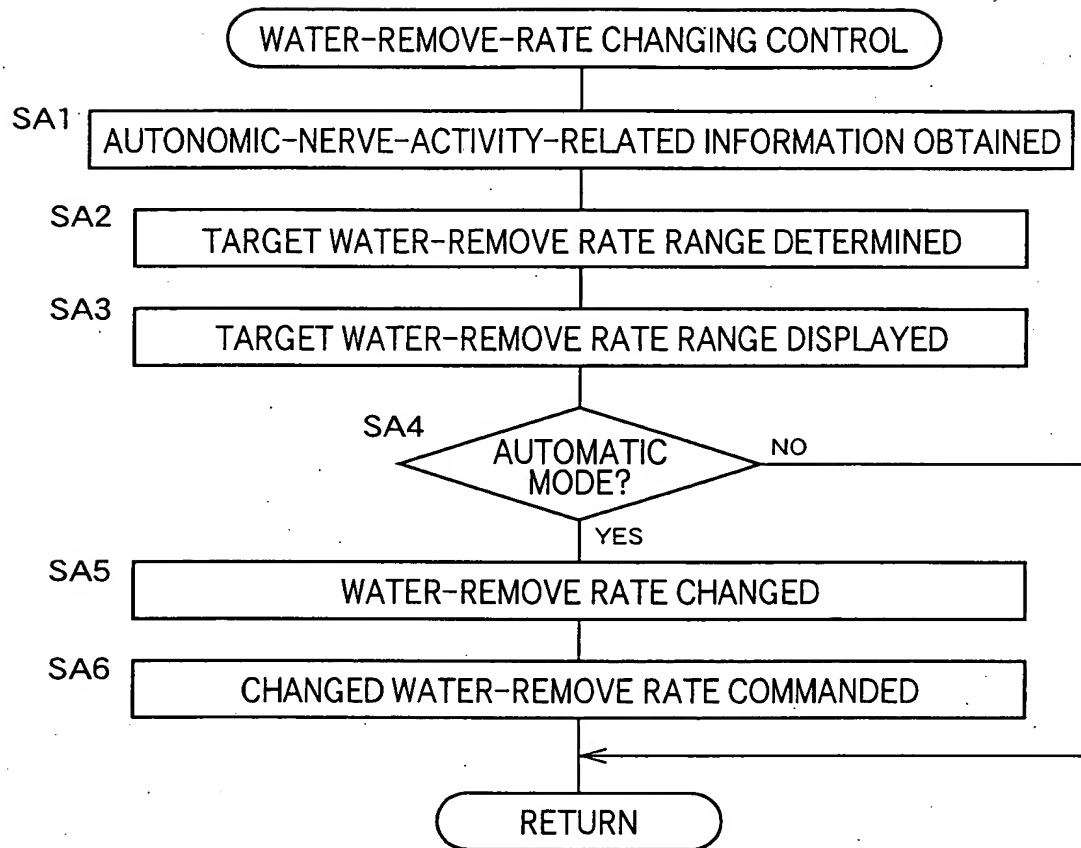 WATER-REMOVE-RATE CHANGING CONTROL
SA1
AUTONOMIC-NERVE-ACTIVITY-RELATED INFORMATION OBTAINED
SA2
TARGET WATER-REMOVE RATE RANGE DETERMINED
SA3
TARGET WATER-REMOVE RATE RANGE DISPLAYED
SA4
AUTOMATIC
MODE?
NO
YES
SA5
WATER-REMOVE RATE CHANGED
SA6
CHANGED WATER-REMOVE RATE COMMANDED
RETURN